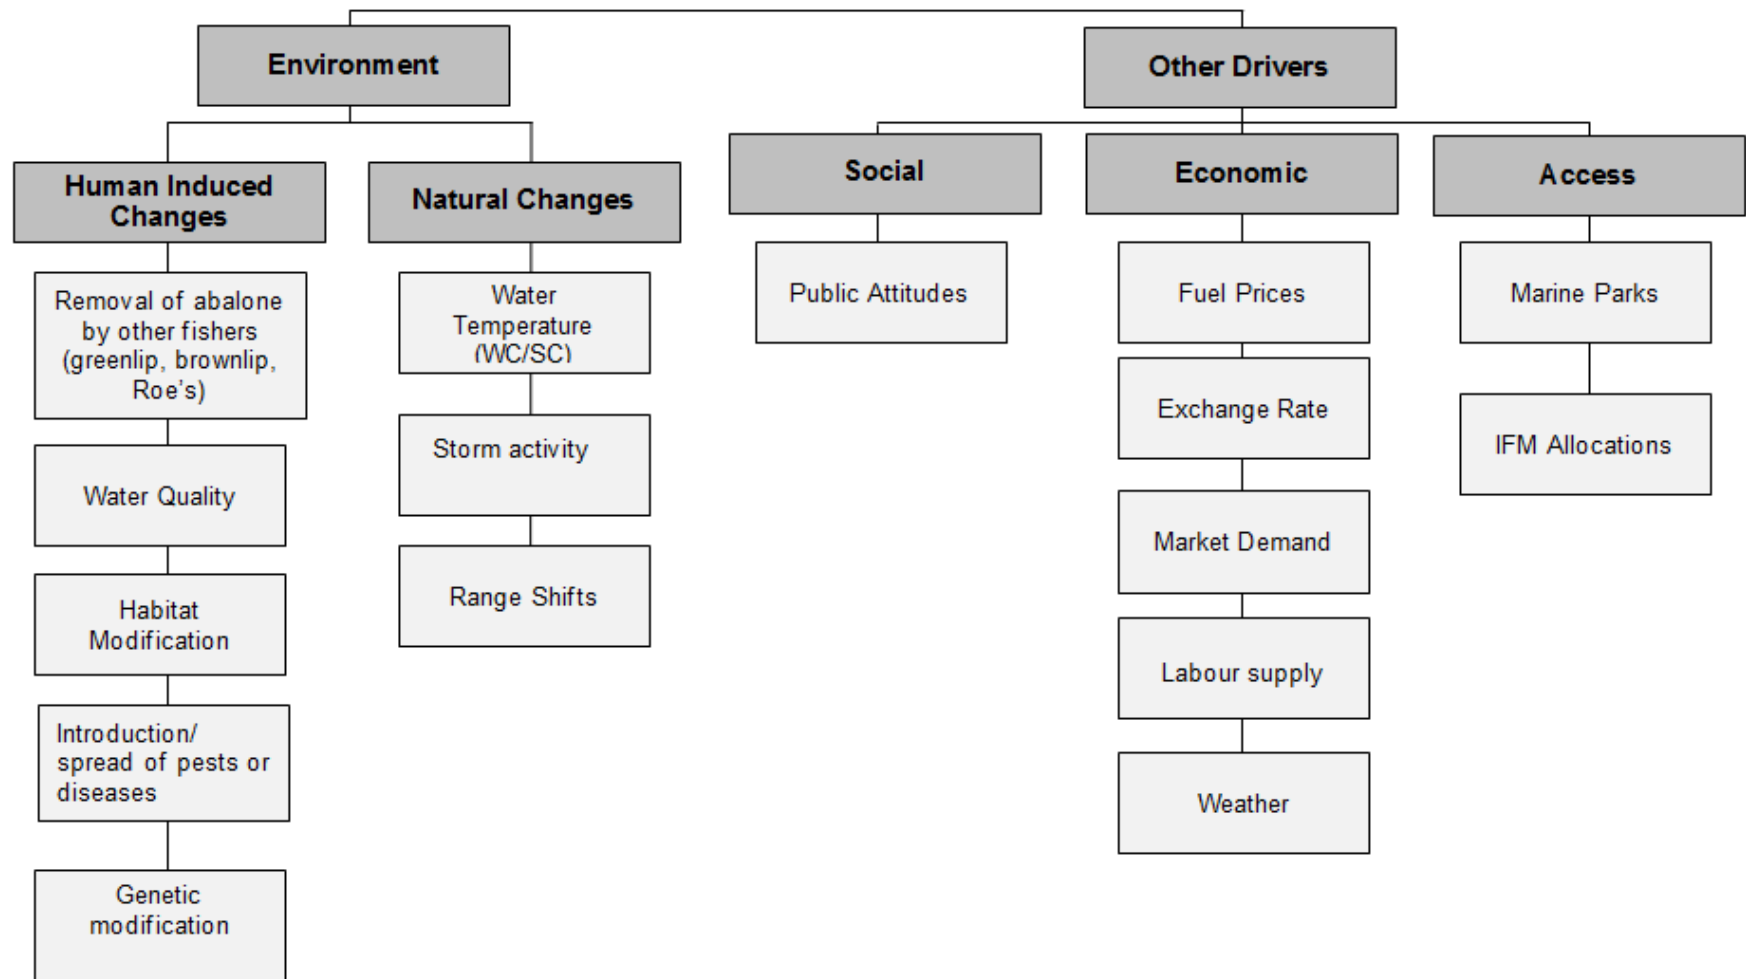 Environment
Other Drivers
Human Induced
Changes
Natural Changes
Social
Economic
Access
Removal of abalone
by other fishers
(greenlip, brownlip,
Roe's)
Water Quality
Habitat
Modification
Introduction/
spread of pests or
diseases
Genetic
modification
Water
Temperature
(WC/SC)
Storm activity
Range Shifts
Public Attitudes
Fuel Prices
Exchange Rate
Market Demand
Labour supply
Weather
Marine Parks
IFM Allocations